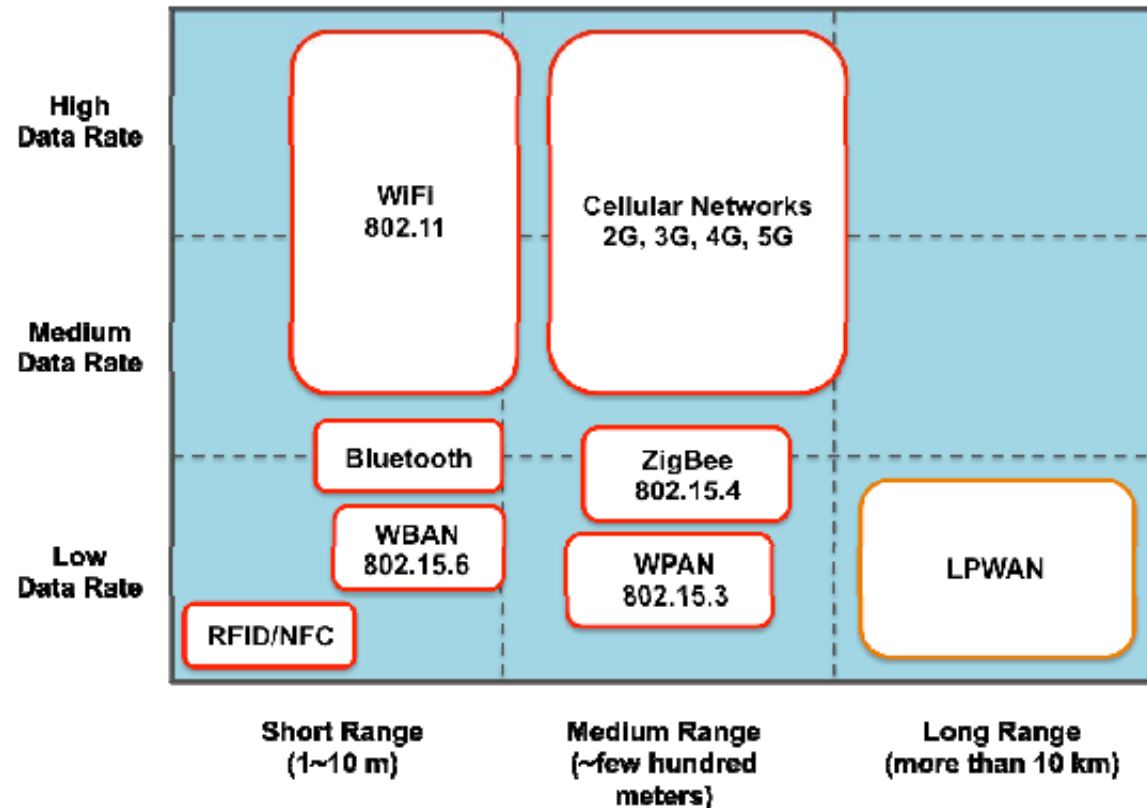 High
Data Rate
WIFI
802.11
Cellular Networks
2G, 3G, 4G, 5G
Medium
Data Rate
Bluetooth
ZigBee
802.15.4
Low
Data Rate
WBAN
802.15.6
WPAN
802.15.3
LPWAN
RFID/NFC
Short Range
(1~10 m)
Medium Range
(~few hundred
meters)
Long Range
(more than 10 km)